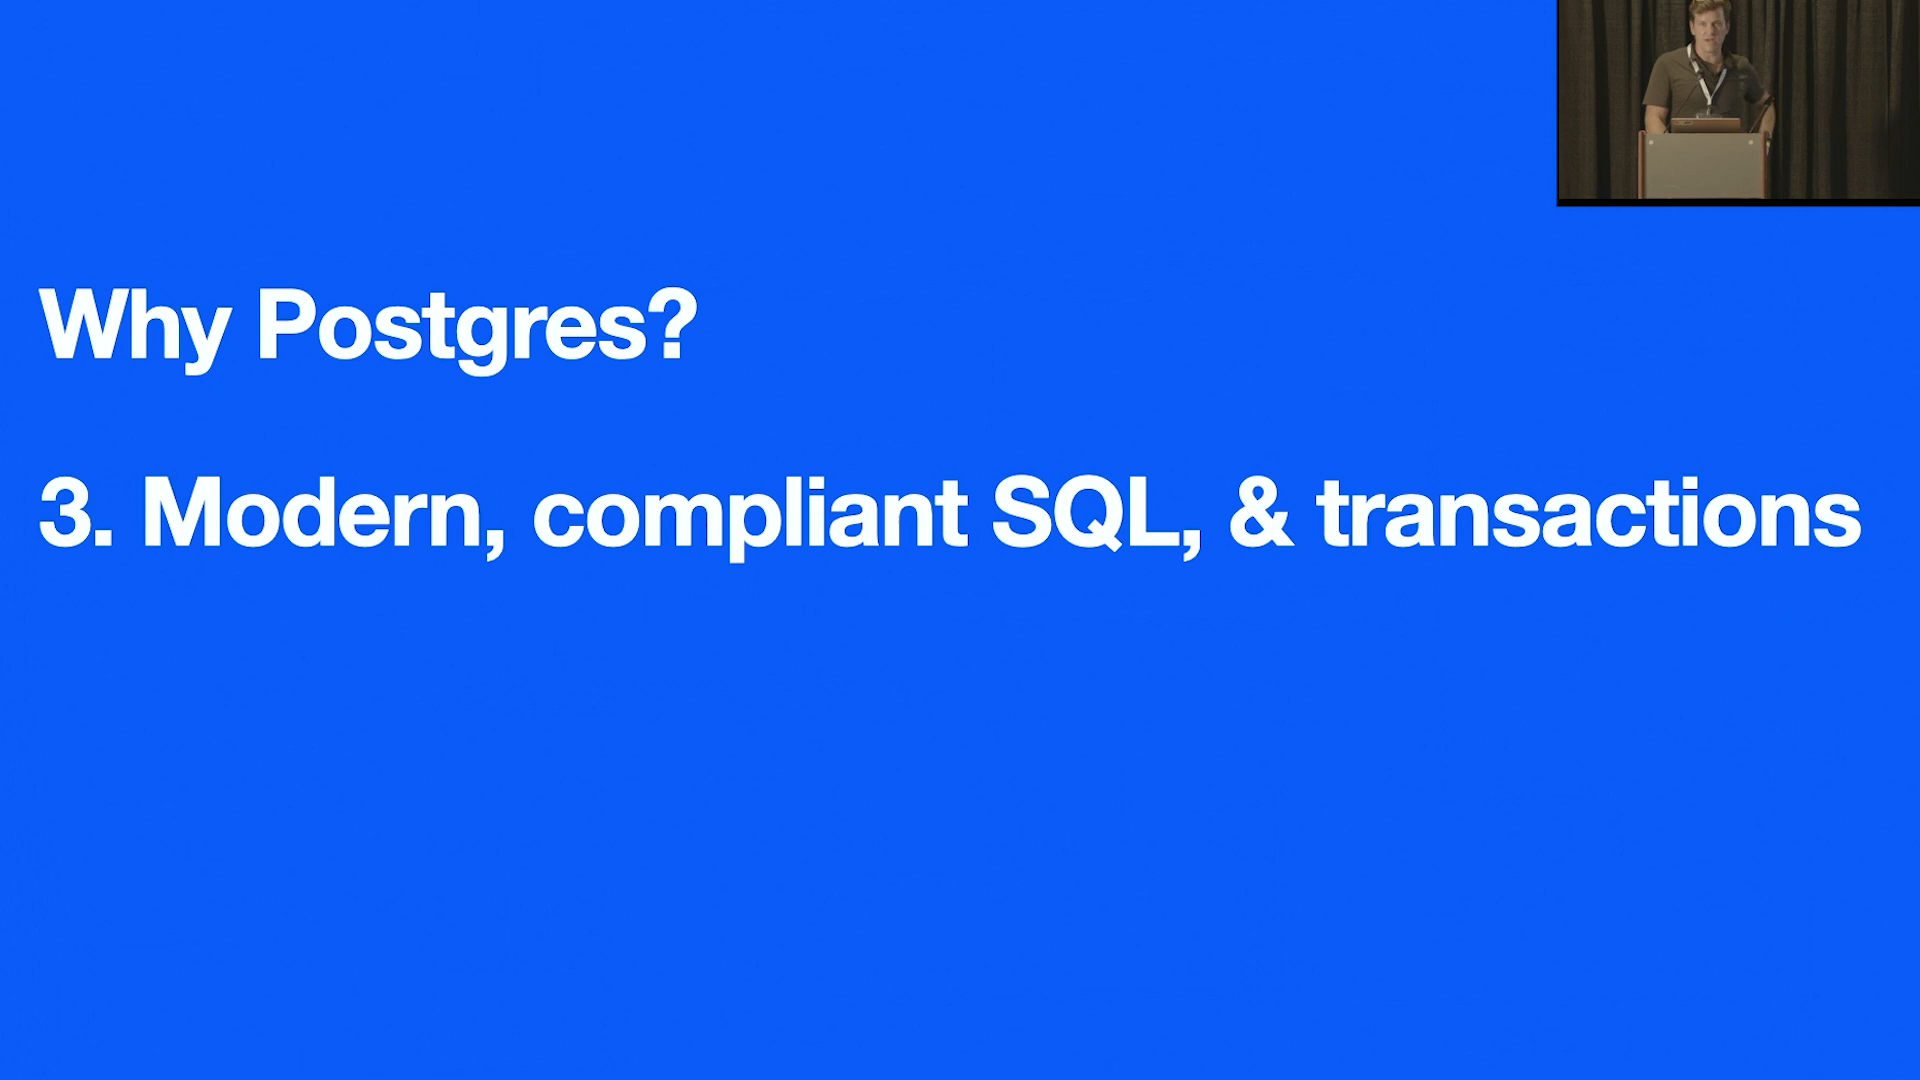 Why Postgres?
3. Modern, compliant SQL, & transactions